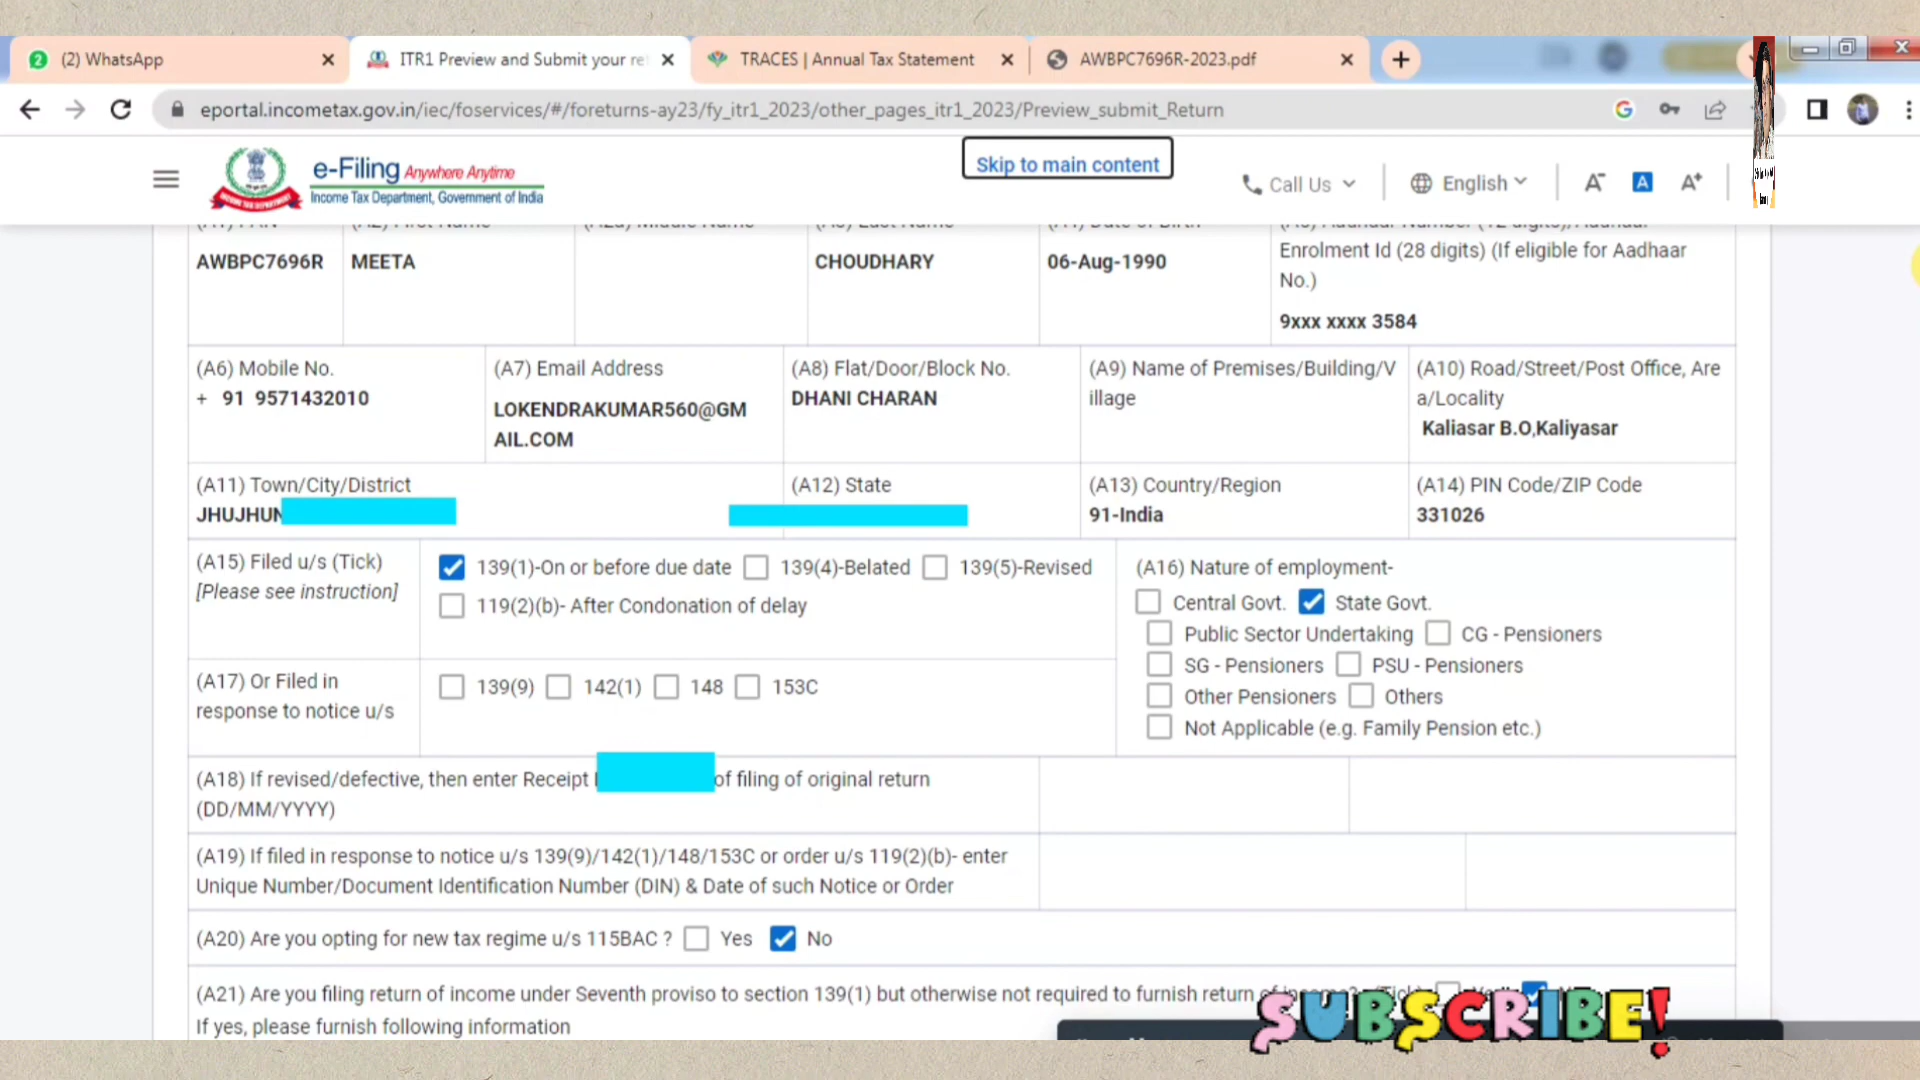 2 (2) WhatsApp
ITR1 Preview and Submit your re
TRACES | Annual Tax Statement
AWBPC7696R-2023.pdf
eportal.incometax.gov.in/iec/foservices/#/foreturns-ay23/fy_itr1_2023/other_pages_itr1_2023/Preview_submit_Return
Skip to main content
e-Filing Anywhere Anytime
Income Tax Department, Government of India
Call Us
English
A-
A
A+
Enrolment Id (28 digits) (If eligible for Aadhaar
No.)
AWBPC7696R
MEETA
CHOUDHARY
06-Aug-1990
9xxx xxxx 3584
(A6) Mobile No.
+ 91 9571432010
(A7) Email Address
LOKENDRAKUMAR560@GM
AIL.COM
(A8) Flat/Door/Block No.
DHANI CHARAN
(A9) Name of Premises/Building/V
illage
(A10) Road/Street/Post Office, Are
a/Locality
Kaliasar B.O,Kaliyasar
(A11) Town/City/District
JHUJHUN
(A12) State
(A13) Country/Region
91-India
(A14) PIN Code/ZIP Code
331026
(A15) Filed u/s (Tick)
[Please see instruction]
139(1)-On or before due date 139(4)-Belated 139(5)-Revised
119(2)(b)- After Condonation of delay
(A16) Nature of employment-
Central Govt. State Govt.
Public Sector Undertaking CG - Pensioners
SG - Pensioners PSU - Pensioners
Other Pensioners Others
Not Applicable (e.g. Family Pension etc.)
(A17) Or Filed in
response to notice u/s
139(9) 142(1) 148 153C
(A18) If revised/defective, then enter Receipt of filing of original return
(DD/MM/YYYY)
(A19) If filed in response to notice u/s 139(9)/142(1)/148/153C or order u/s 119(2)(b)- enter
Unique Number/Document Identification Number (DIN) & Date of such Notice or Order
(A20) Are you opting for new tax regime u/s 115BAC ? Yes No
(A21) Are you filing return of income under Seventh proviso to section 139(1) but otherwise not required to furnish return
If yes, please furnish following information
SUBSCRIBE!